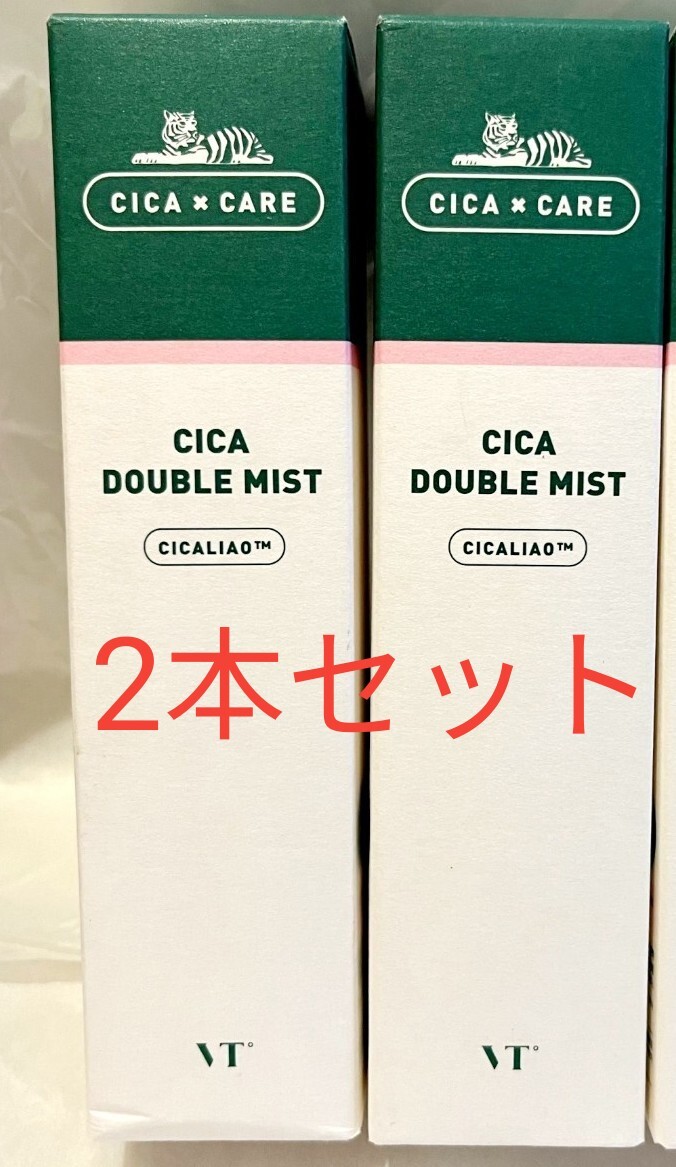 CICA × CARE
CICA
DOUBLE MIST
CICALIAO™
VT
CICA × CARE
CICA
DOUBLE MIST
CICALIAO™
VT
2本セット